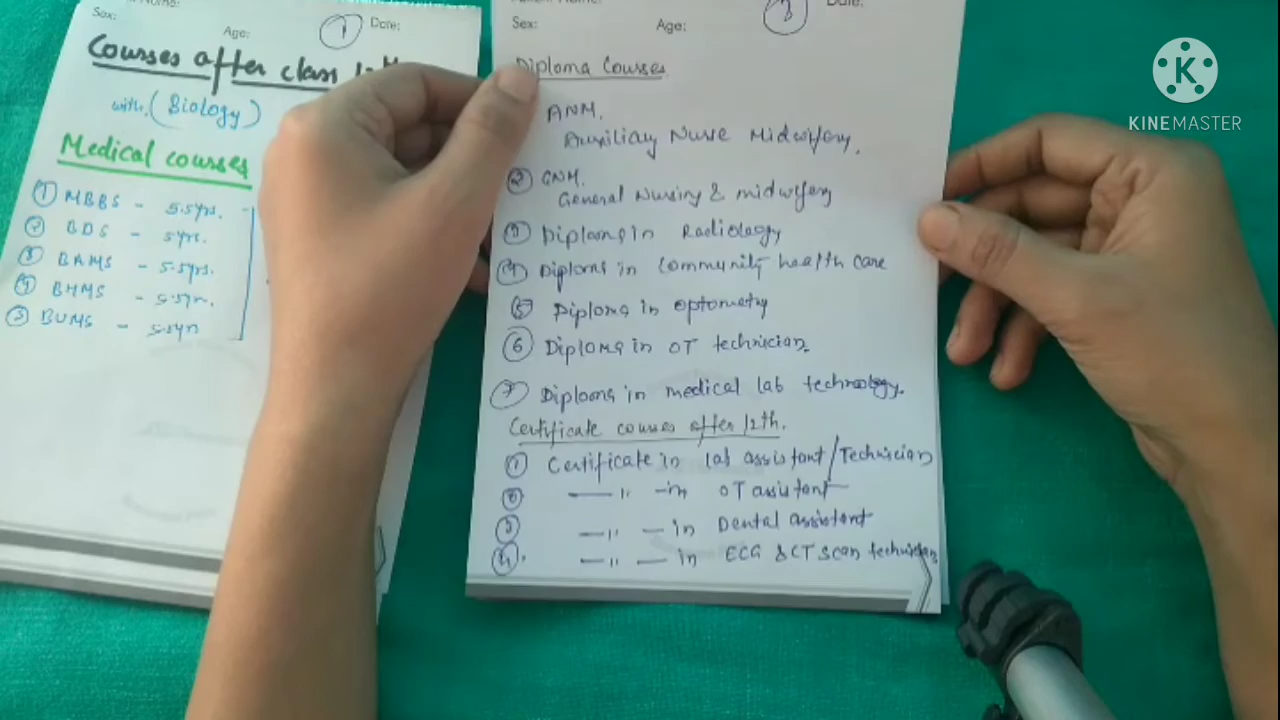 Sex:
Age:
1
Date:
Courses after class
with (Biology)
Medical courses
① MBBS - 5.5yrs.
② BDS - 5yrs.
③ BAMS - 5.5yrs.
④ BHMS - 5.5yr.
⑤ BUMS - 5.5yr
Sex:
Age:
3
Date:
Diploma Courses
ANM.
Auxiliary Nurse Midwifery.
② GNM.
General Nursing & midwifery
③ Diploma in Radiology
④ Diploma in Community health care
⑤ Diploma in optometry
⑥ Diploma in OT technician.
⑦ Diploma in medical lab technology.
Certificate courses after 12th.
① Certificate in lab assistant/Technician
② —〃— in OT assistant
③ —〃— in Dental assistant
④. —〃— in ECG & CT Scan technician
K
KINEMASTER